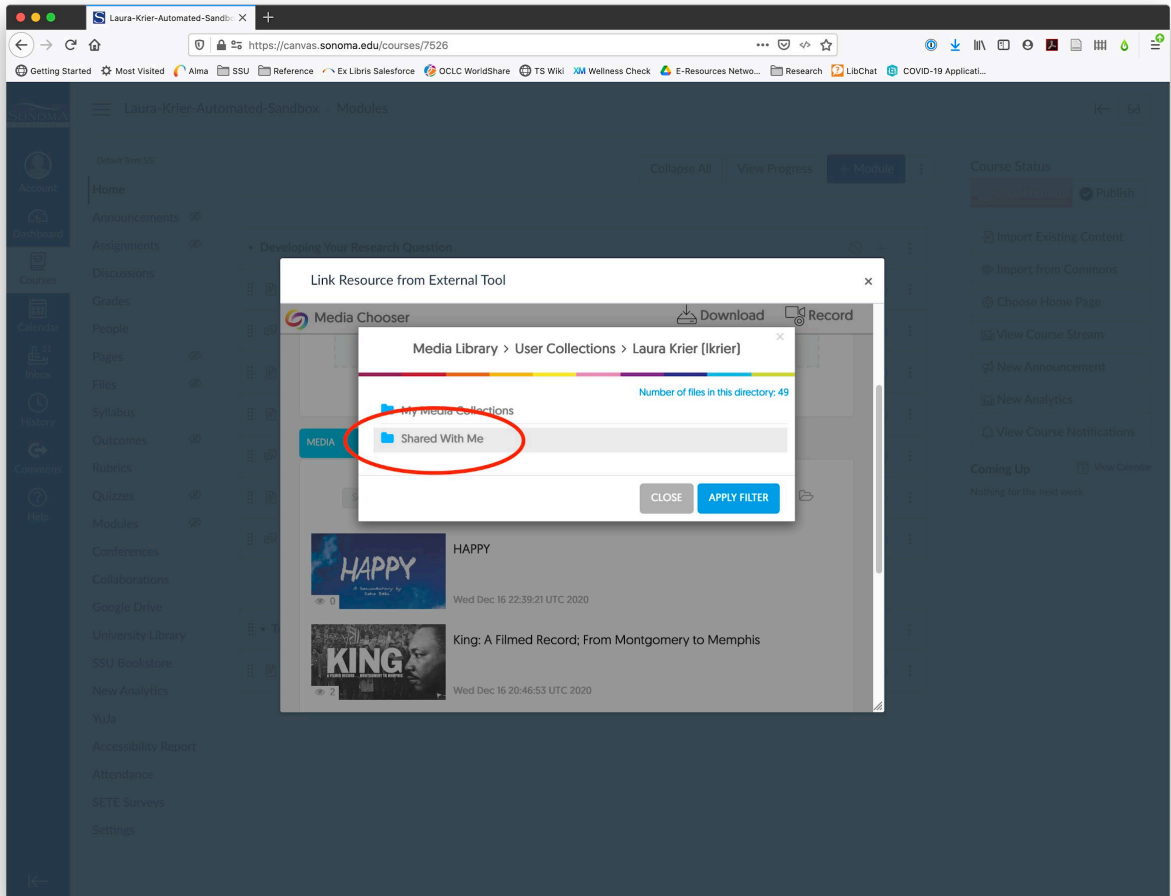 Laura-Krier-Automated-Sandbo
https://canvas.sonoma.edu/courses/7526
Getting Started Most Visited Alma SSU Reference Ex Libris Salesforce OCLC WorldShare TS Wiki XM Wellness Check E-Resources Netwo... Research LibChat COVID-19 Applicati...
SONOMA
Laura-Krier-Automated-Sandbox Modules
Default Term SIS
Collapse All View Progress + Module
Course Status
Publish
Account
Dashboard
Courses
Calendar
Inbox
History
Commons
Help
Home
Announcements
Assignments
Discussions
Grades
People
Pages
Files
Syllabus
Outcomes
Rubrics
Quizzes
Modules
Conferences
Collaborations
Google Drive
University Library
SSU Bookstore
New Analytics
YuJa
Accessibility Report
Attendance
SETE Surveys
Settings
Developing Your Research Question
Link Resource from External Tool
Media Chooser Download Record
Media Library > User Collections > Laura Krier (lkrier)
Number of files in this directory: 49
My Media Collections
Shared With Me
CLOSE APPLY FILTER
MEDIA
HAPPY
HAPPY
0
Wed Dec 16 22:39:21 UTC 2020
KING
King: A Filmed Record; From Montgomery to Memphis
2
Wed Dec 16 20:46:53 UTC 2020
Import Existing Content
Import from Commons
Choose Home Page
View Course Stream
New Announcement
New Analytics
View Course Notifications
Coming Up View Calendar
Nothing for the next week